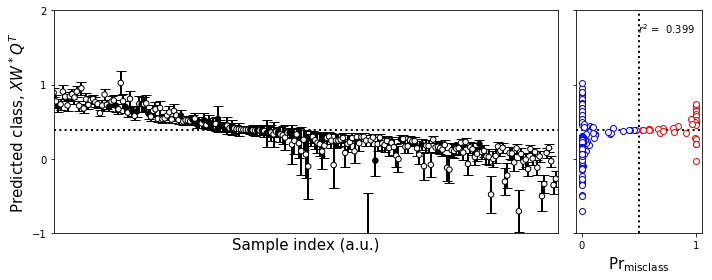 2
1
0
−1
Predicted class, XW*Q^T
Sample index (a.u.)
r² = 0.399
0 1
Pr_misclass